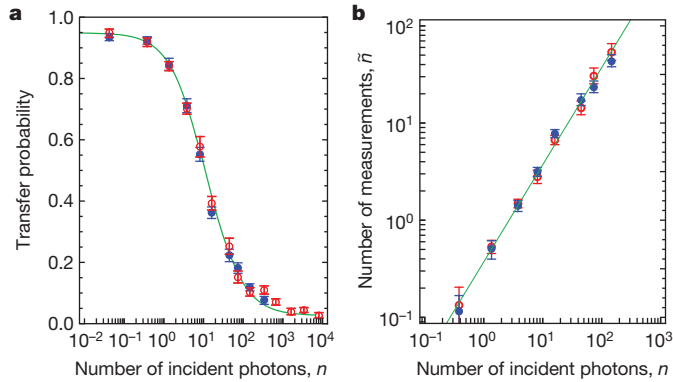 a
Transfer probability
1.0
0.8
0.6
0.4
0.2
0.0
10⁻² 10⁻¹ 10⁰ 10¹ 10² 10³ 10⁴
Number of incident photons, n
b
Number of measurements, ñ
10²
10¹
10⁰
10⁻¹
10⁻¹ 10⁰ 10¹ 10² 10³
Number of incident photons, n